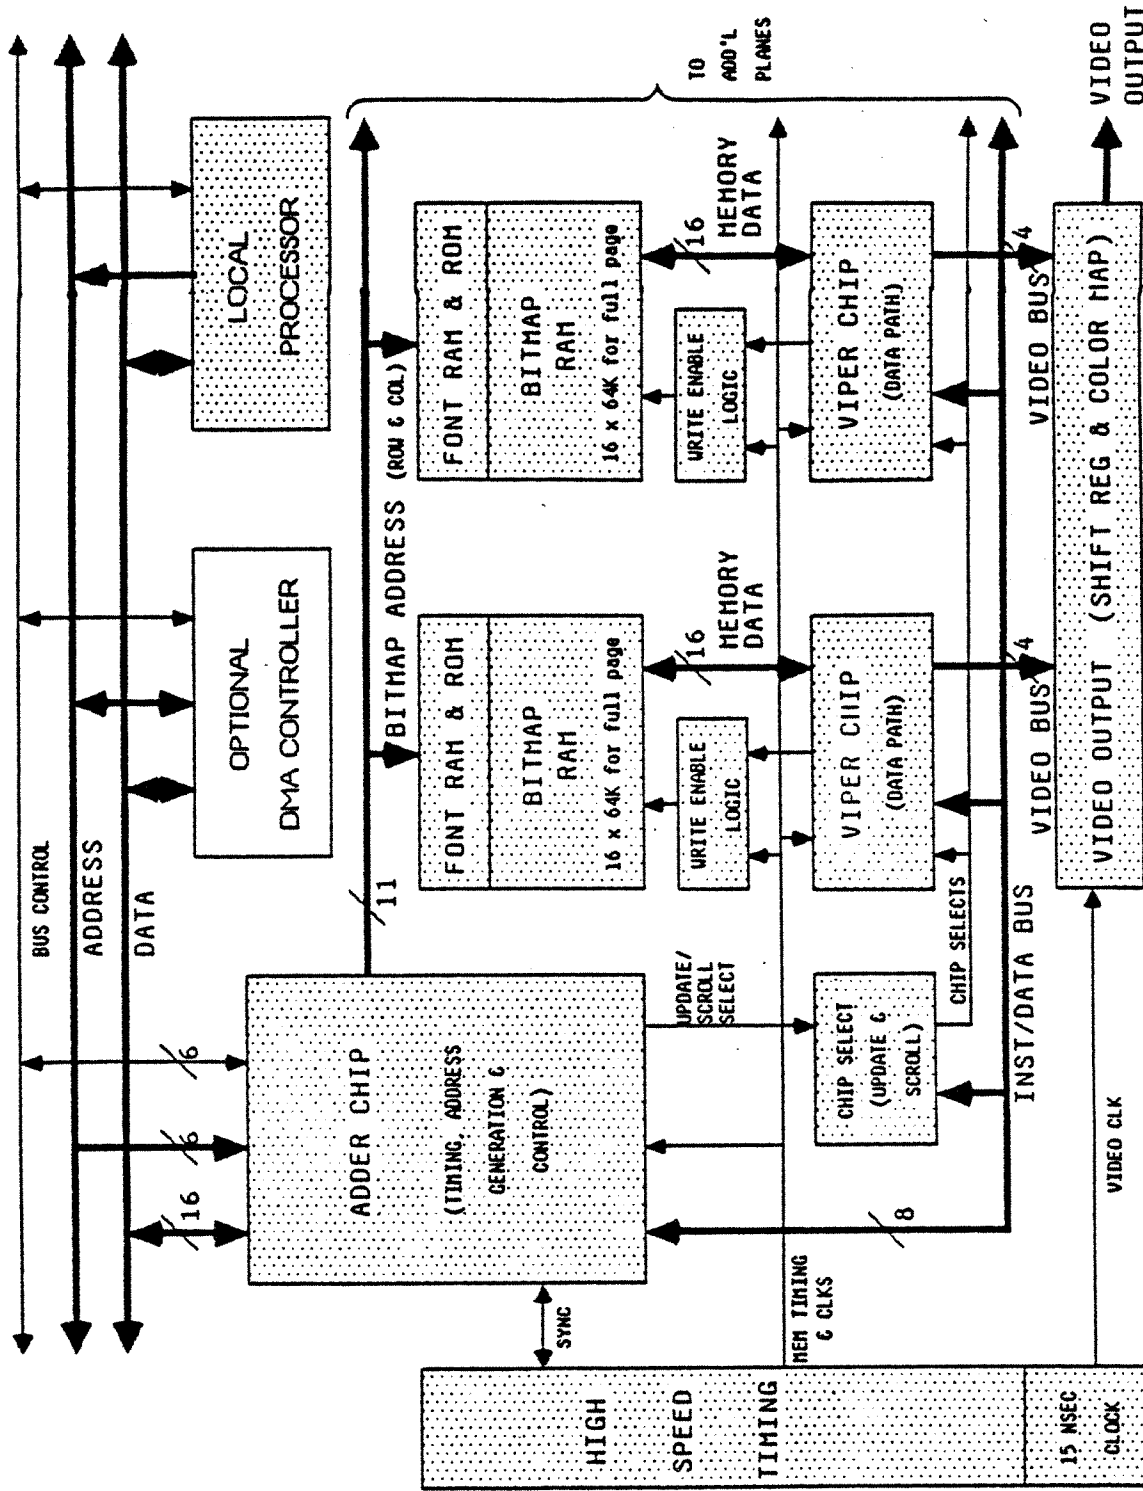 BUS CONTROL
ADDRESS
DATA
6
6
16
ADDER CHIP
(TIMING, ADDRESS
GENERATION &
CONTROL)
OPTIONAL
DMA CONTROLLER
LOCAL
PROCESSOR
11
BITMAP ADDRESS (ROW & COL)
FONT RAM & ROM
BITMAP
RAM
16 x 64K for full page
FONT RAM & ROM
BITMAP
RAM
16 x 64K for full page
TO
ADD'L
PLANES
SYNC
UPDATE/
SCROLL
SELECT
WRITE ENABLE
LOGIC
16
MEMORY
DATA
WRITE ENABLE
LOGIC
16
MEMORY
DATA
HIGH
SPEED
TIMING
MEM TIMING
& CLKS
8
CHIP SELECT
(UPDATE &
SCROLL)
CHIP SELECTS
VIPER CHIP
(DATA PATH)
VIPER CHIP
(DATA PATH)
INST/DATA BUS
VIDEO BUS
4
VIDEO BUS
4
15 NSEC
CLOCK
VIDEO CLK
VIDEO OUTPUT (SHIFT REG & COLOR MAP)
VIDEO
OUTPUT